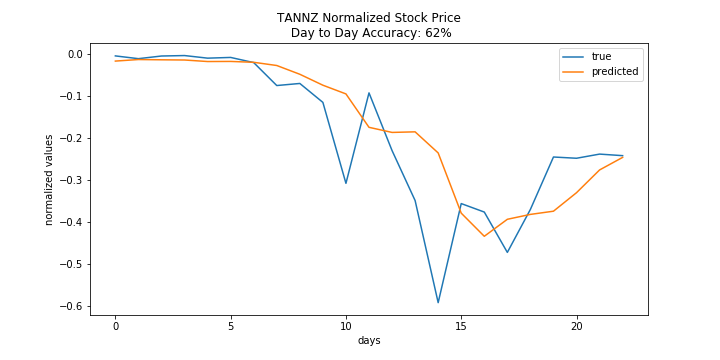 TANNZ Normalized Stock Price
Day to Day Accuracy: 62%
true
predicted
normalized values
0.0
−0.1
−0.2
−0.3
−0.4
−0.5
−0.6
0
5
10
15
20
days